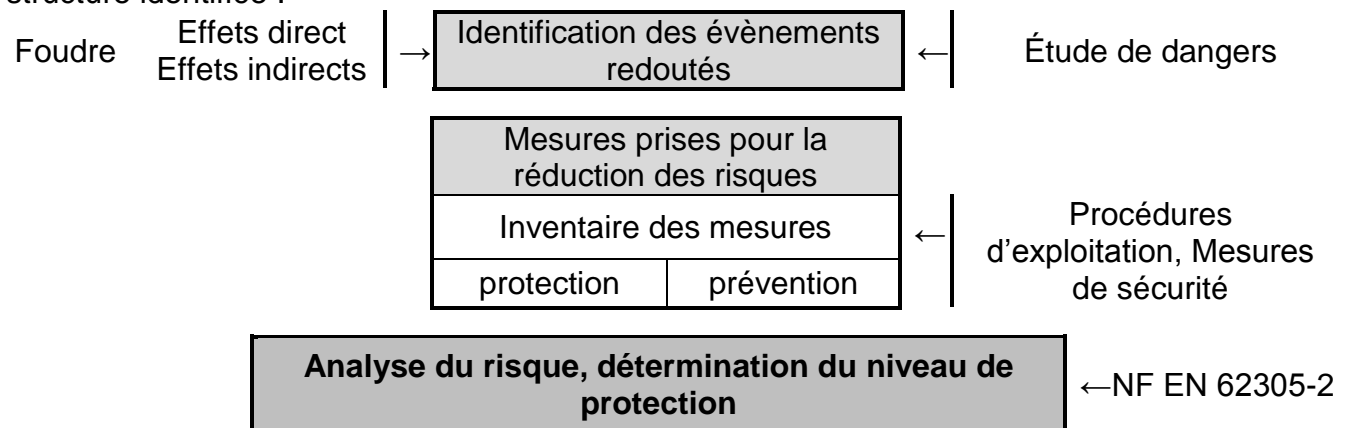 Foudre
Effets direct
Effets indirects
→
Identification des évènements
redoutés
←
Étude de dangers
Mesures prises pour la
réduction des risques
Inventaire des mesures
protection
prévention
←
Procédures
d'exploitation, Mesures
de sécurité
Analyse du risque, détermination du niveau de
protection
←NF EN 62305-2